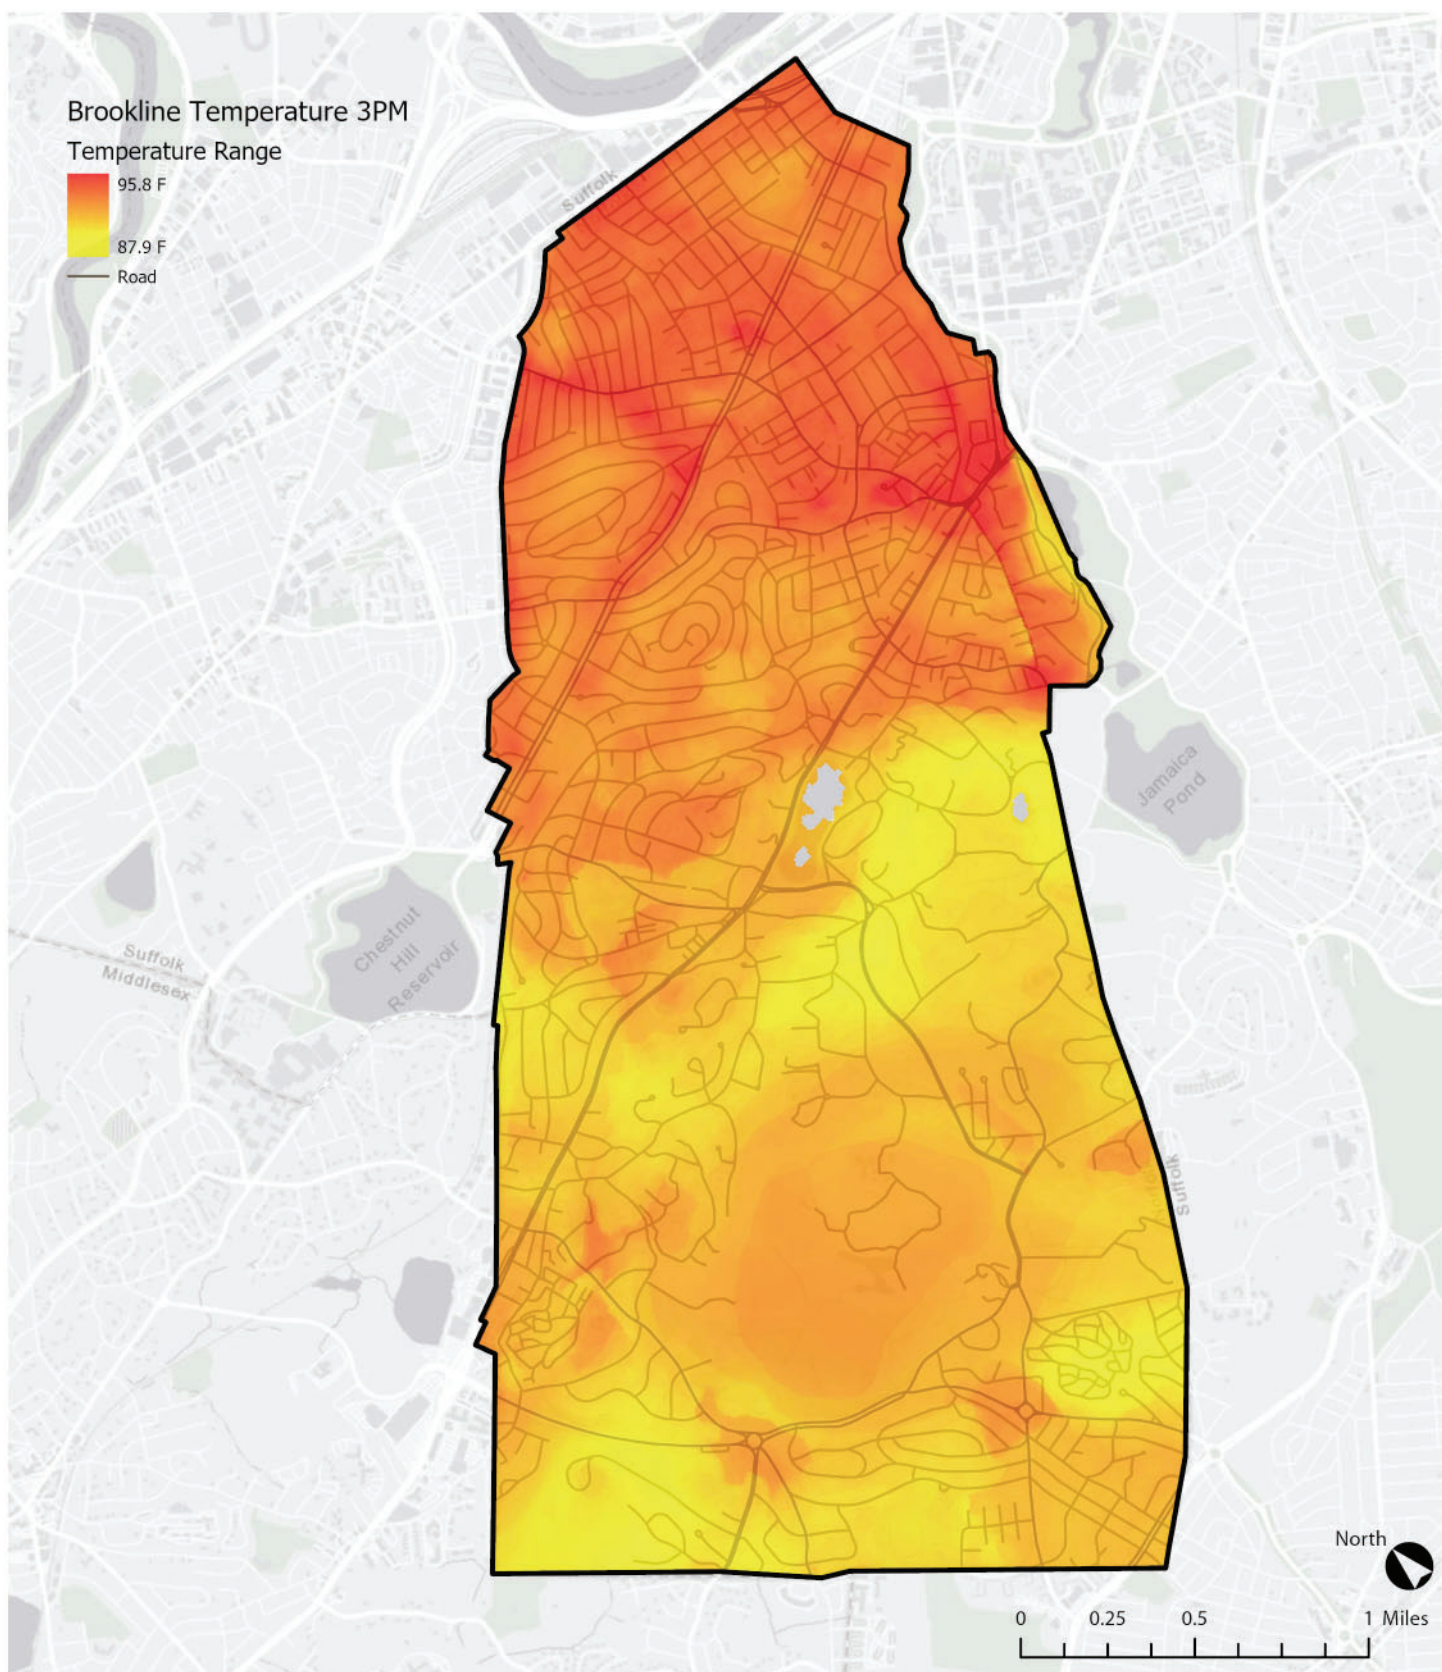 Brookline Temperature 3PM
Temperature Range
95.8 F
87.9 F
Road
Suffolk
Jamaica
Pond
Chestnut
Hill
Reservoir
Suffolk
Middlesex
Suffolk
North
0 0.25 0.5 1 Miles